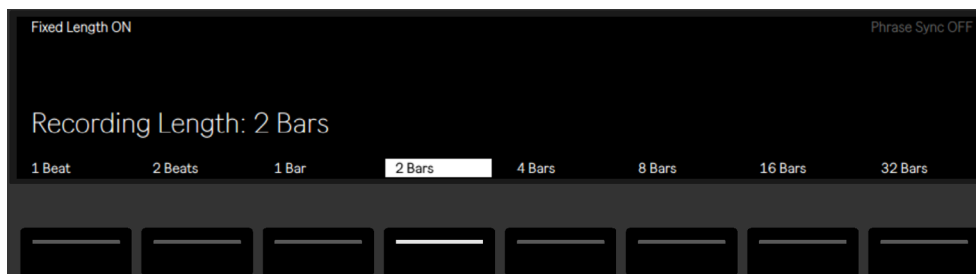 Fixed Length ON Phrase Sync OFF
Recording Length: 2 Bars
1 Beat 2 Beats 1 Bar 2 Bars 4 Bars 8 Bars 16 Bars 32 Bars